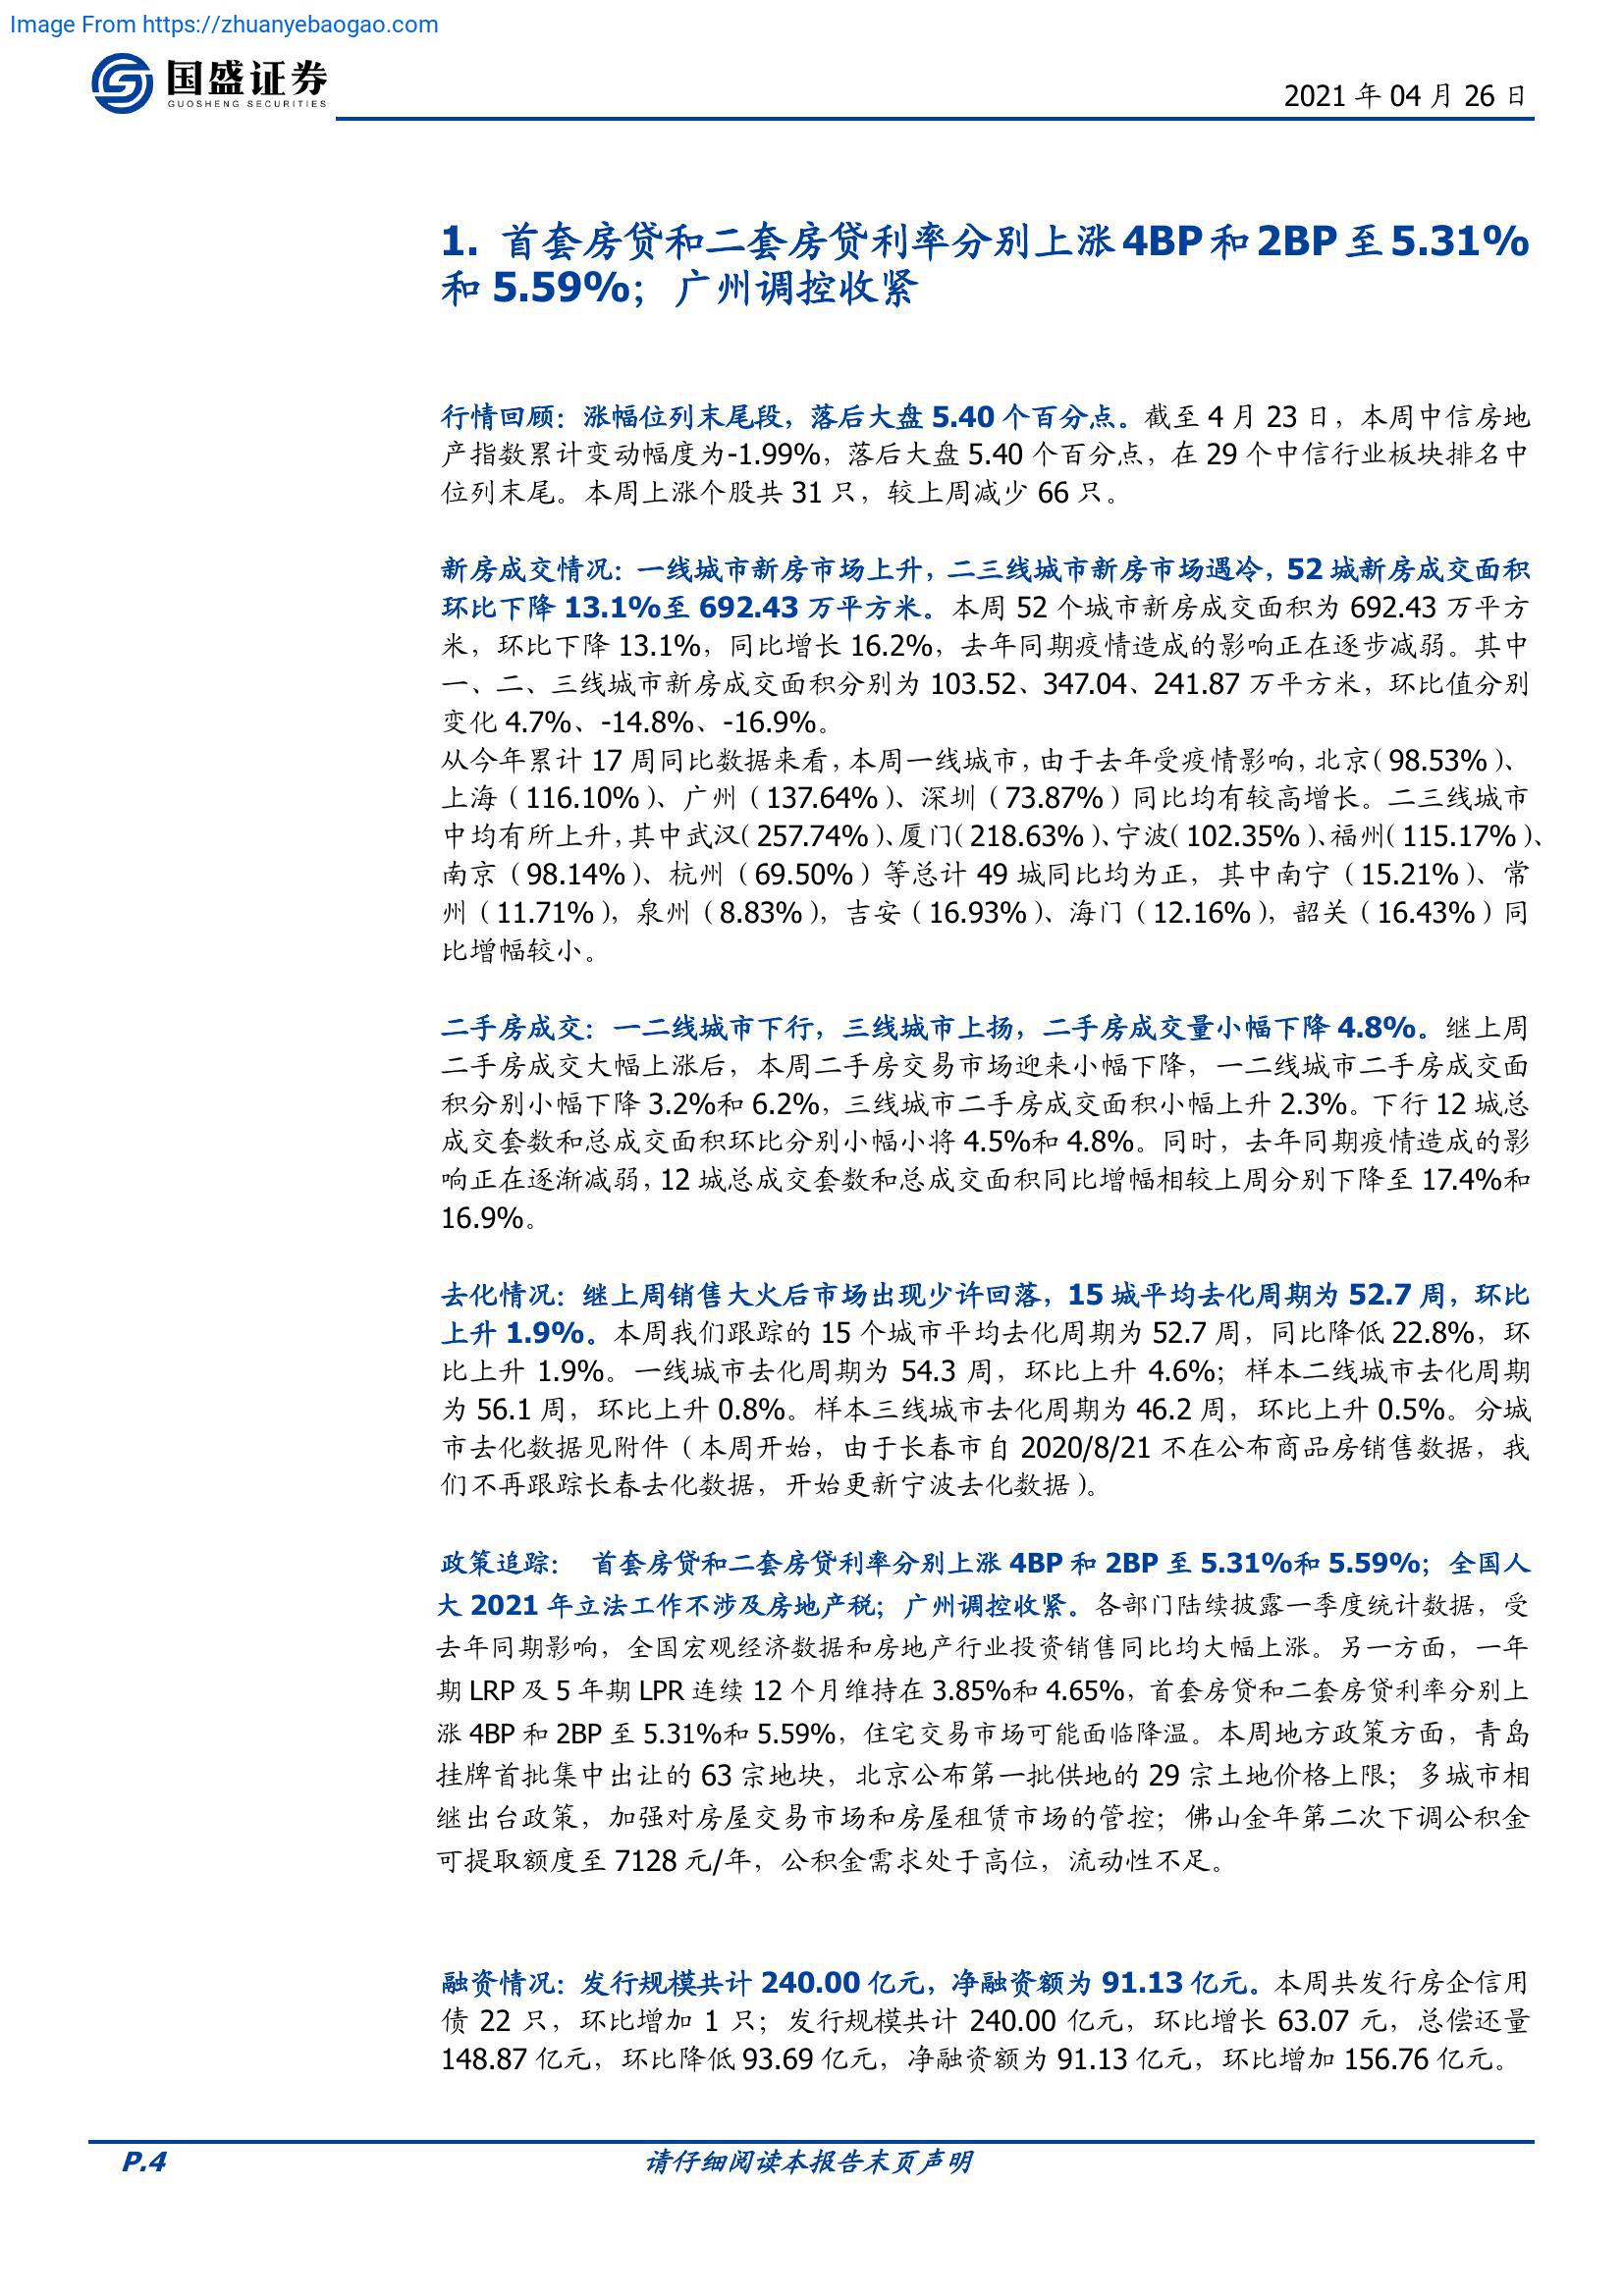 Image From https://zhuanyebaogao.com
国盛证券
GUOSHENG SECURITIES
2021 年 04 月 26 日
1. 首套房贷和二套房贷利率分别上涨 4BP 和 2BP 至 5.31%
和 5.59%；广州调控收紧
行情回顾：涨幅位列末尾段，落后大盘 5.40 个百分点。截至 4 月 23 日，本周中信房地
产指数累计变动幅度为-1.99%，落后大盘 5.40 个百分点，在 29 个中信行业板块排名中
位列末尾。本周上涨个股共 31 只，较上周减少 66 只。
新房成交情况：一线城市新房市场上升，二三线城市新房市场遇冷，52 城新房成交面积
环比下降 13.1%至 692.43 万平方米。本周 52 个城市新房成交面积为 692.43 万平方
米，环比下降 13.1%，同比增长 16.2%，去年同期疫情造成的影响正在逐步减弱。其中
一、二、三线城市新房成交面积分别为 103.52、347.04、241.87 万平方米，环比值分别
变化 4.7%、-14.8%、-16.9%。
从今年累计 17 周同比数据来看，本周一线城市，由于去年受疫情影响，北京（98.53%）、
上海（116.10%）、广州（137.64%）、深圳（73.87%）同比均有较高增长。二三线城市
中均有所上升，其中武汉（257.74%）、厦门（218.63%）、宁波（102.35%）、福州（115.17%）、
南京（98.14%）、杭州（69.50%）等总计 49 城同比均为正，其中南宁（15.21%）、常
州（11.71%），泉州（8.83%），吉安（16.93%）、海门（12.16%），韶关（16.43%）同
比增幅较小。
二手房成交：一二线城市下行，三线城市上扬，二手房成交量小幅下降 4.8%。继上周
二手房成交大幅上涨后，本周二手房交易市场迎来小幅下降，一二线城市二手房成交面
积分别小幅下降 3.2%和 6.2%，三线城市二手房成交面积小幅上升 2.3%。下行 12 城总
成交套数和总成交面积环比分别小幅小将 4.5%和 4.8%。同时，去年同期疫情造成的影
响正在逐渐减弱，12 城总成交套数和总成交面积同比增幅相较上周分别下降至 17.4%和
16.9%。
去化情况：继上周销售大火后市场出现少许回落，15 城平均去化周期为 52.7 周，环比
上升 1.9%。本周我们跟踪的 15 个城市平均去化周期为 52.7 周，同比降低 22.8%，环
比上升 1.9%。一线城市去化周期为 54.3 周，环比上升 4.6%；样本二线城市去化周期
为 56.1 周，环比上升 0.8%。样本三线城市去化周期为 46.2 周，环比上升 0.5%。分城
市去化数据见附件（本周开始，由于长春市自 2020/8/21 不在公布商品房销售数据，我
们不再跟踪长春去化数据，开始更新宁波去化数据）。
政策追踪： 首套房贷和二套房贷利率分别上涨 4BP 和 2BP 至 5.31%和 5.59%；全国人
大 2021 年立法工作不涉及房地产税；广州调控收紧。各部门陆续披露一季度统计数据，受
去年同期影响，全国宏观经济数据和房地产行业投资销售同比均大幅上涨。另一方面，一年
期 LRP 及 5 年期 LPR 连续 12 个月维持在 3.85%和 4.65%，首套房贷和二套房贷利率分别上
涨 4BP 和 2BP 至 5.31%和 5.59%，住宅交易市场可能面临降温。本周地方政策方面，青岛
挂牌首批集中出让的 63 宗地块，北京公布第一批供地的 29 宗土地价格上限；多城市相
继出台政策，加强对房屋交易市场和房屋租赁市场的管控；佛山金年第二次下调公积金
可提取额度至 7128 元/年，公积金需求处于高位，流动性不足。
融资情况：发行规模共计 240.00 亿元，净融资额为 91.13 亿元。本周共发行房企信用
债 22 只，环比增加 1 只；发行规模共计 240.00 亿元，环比增长 63.07 元，总偿还量
148.87 亿元，环比降低 93.69 亿元，净融资额为 91.13 亿元，环比增加 156.76 亿元。
P.4
请仔细阅读本报告末页声明